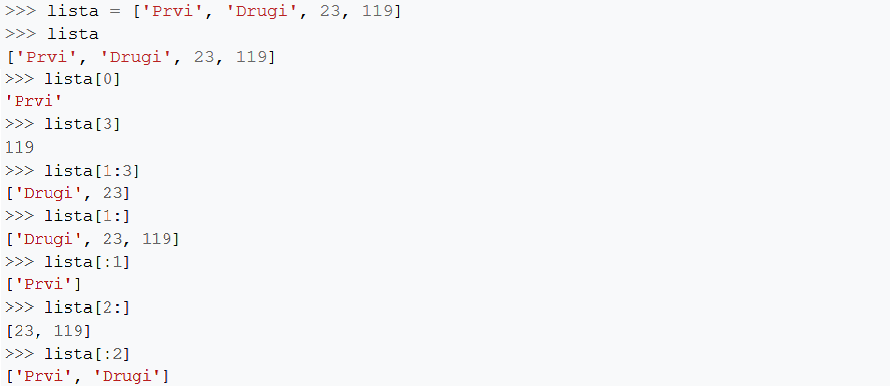 >>> lista = ['Prvi', 'Drugi', 23, 119]
>>> lista
['Prvi', 'Drugi', 23, 119]
>>> lista[0]
'Prvi'
>>> lista[3]
119
>>> lista[1:3]
['Drugi', 23]
>>> lista[1:]
['Drugi', 23, 119]
>>> lista[:1]
['Prvi']
>>> lista[2:]
[23, 119]
>>> lista[:2]
['Prvi', 'Drugi']